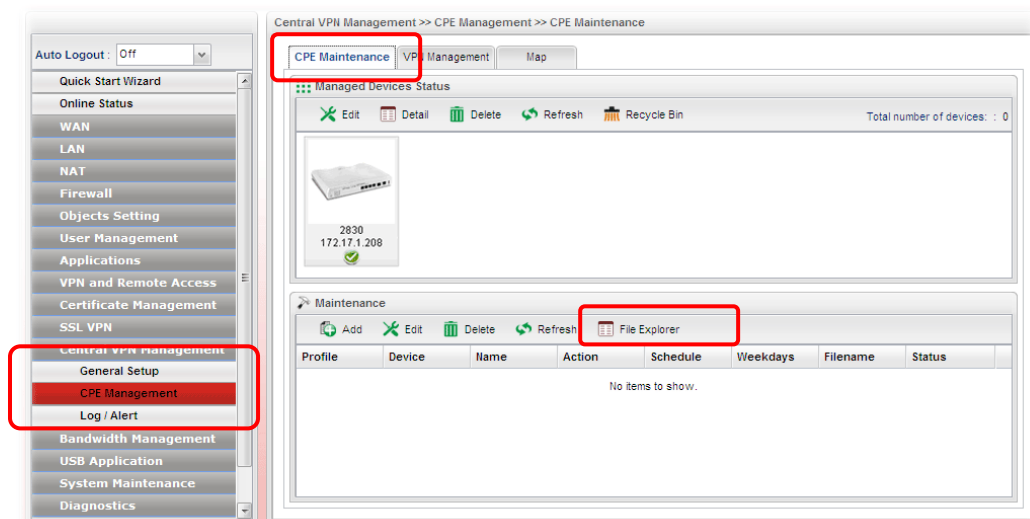 Central VPN Management >> CPE Management >> CPE Maintenance
Auto Logout : Off
Quick Start Wizard
Online Status
WAN
LAN
NAT
Firewall
Objects Setting
User Management
Applications
VPN and Remote Access
Certificate Management
SSL VPN
Central VPN Management
General Setup
CPE Management
Log / Alert
Bandwidth Management
USB Application
System Maintenance
Diagnostics
CPE Maintenance VPN Management Map
Managed Devices Status
Edit Detail Delete Refresh Recycle Bin Total number of devices: : 0
2830
172.17.1.208
Maintenance
Add Edit Delete Refresh File Explorer
Profile Device Name Action Schedule Weekdays Filename Status
No items to show.